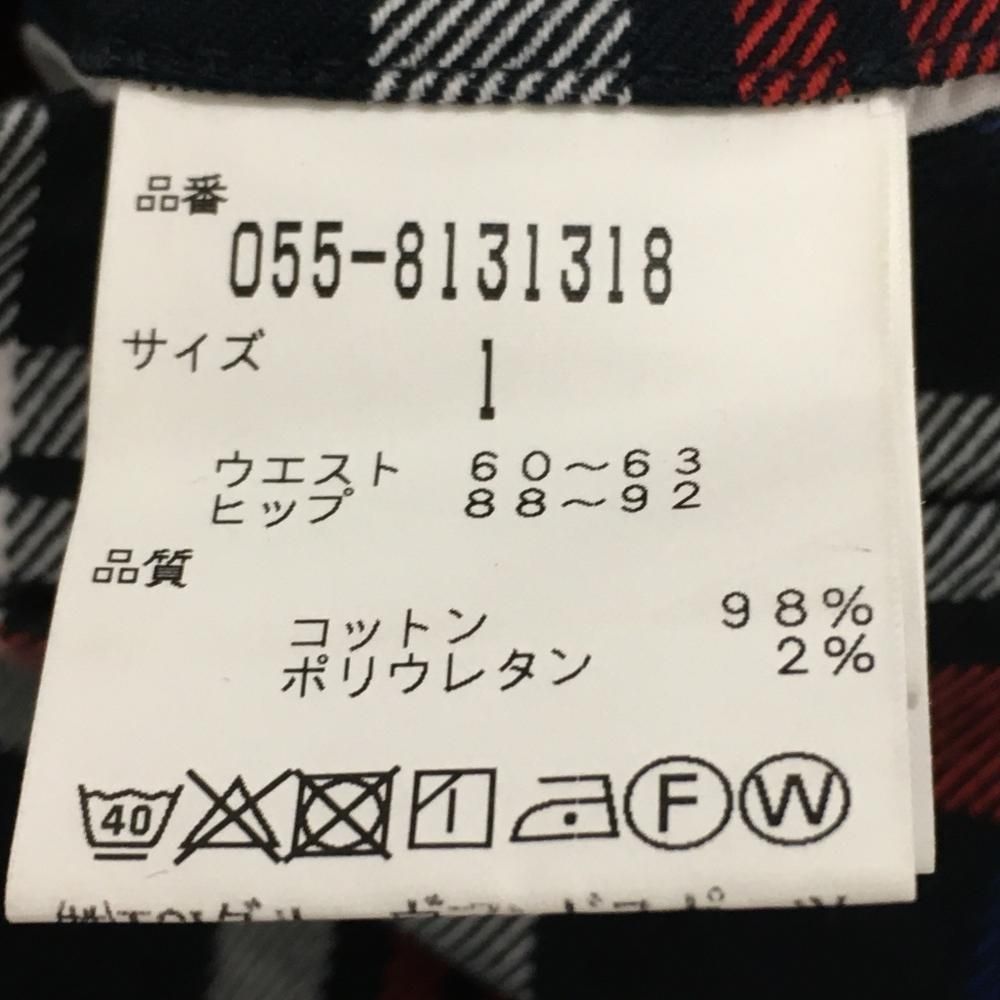 品番
055-8131318
サイズ
1
ウエスト 60～63
ヒップ 88～92
品質
コットン 98%
ポリウレタン 2%
40 F W